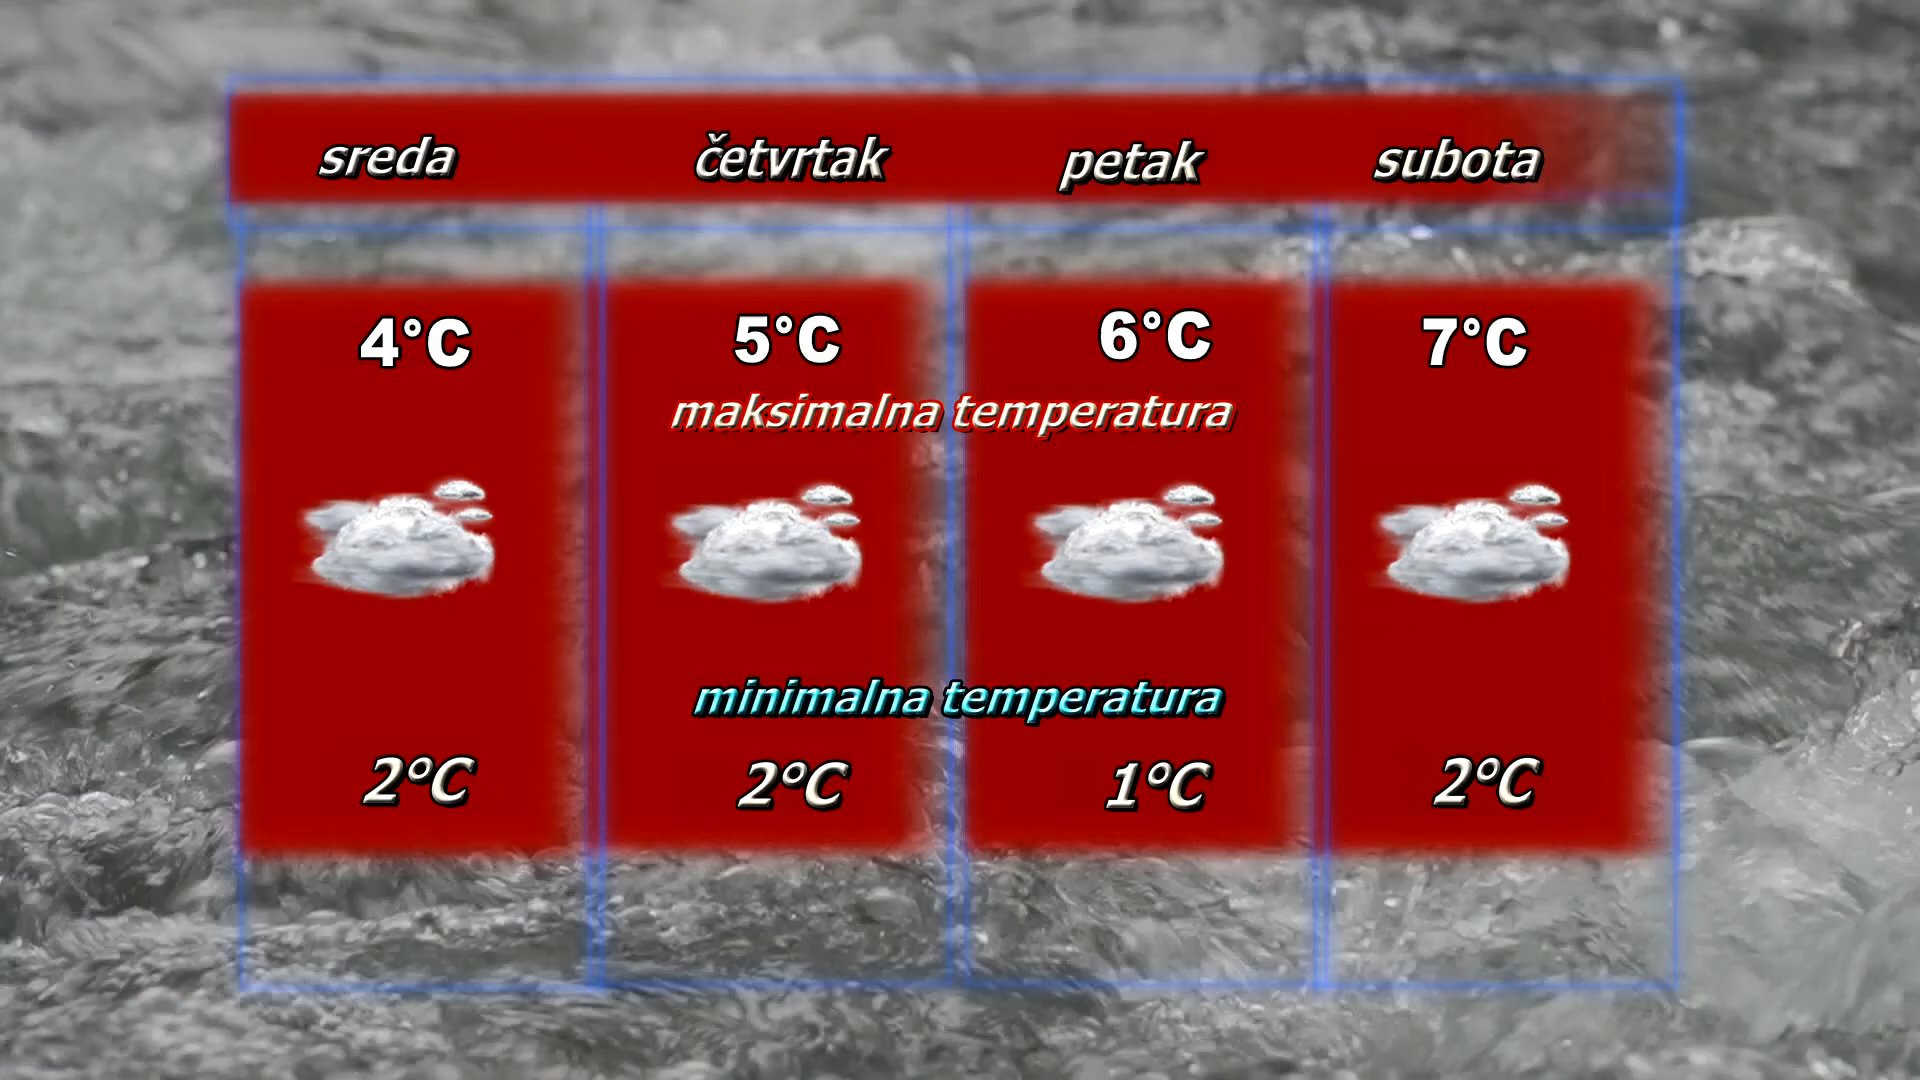 sreda četvrtak petak subota
4°C 5°C 6°C 7°C
maksimalna temperatura
minimalna temperatura
2°C 2°C 1°C 2°C